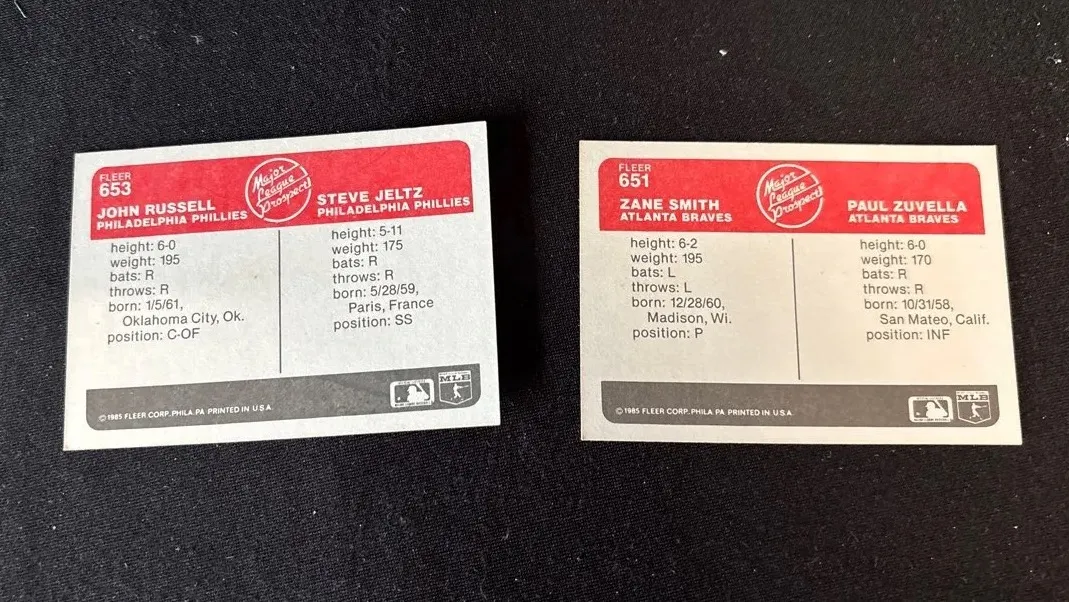 FLEER
653
JOHN RUSSELL
PHILADELPHIA PHILLIES
Major
League
Prospect
STEVE JELTZ
PHILADELPHIA PHILLIES
height: 6-0
weight: 195
bats: R
throws: R
born: 1/5/61,
Oklahoma City, Ok.
position: C-OF
height: 5-11
weight: 175
bats: R
throws: R
born: 5/28/59,
Paris, France
position: SS
© 1985 FLEER CORP. PHILA. PA PRINTED IN U.S.A.
MLB
FLEER
651
ZANE SMITH
ATLANTA BRAVES
Major
League
Prospect
PAUL ZUVELLA
ATLANTA BRAVES
height: 6-2
weight: 195
bats: L
throws: L
born: 12/28/60,
Madison, Wi.
position: P
height: 6-0
weight: 170
bats: R
throws: R
born: 10/31/58,
San Mateo, Calif.
position: INF
© 1985 FLEER CORP. PHILA. PA PRINTED IN U.S.A.
MLB